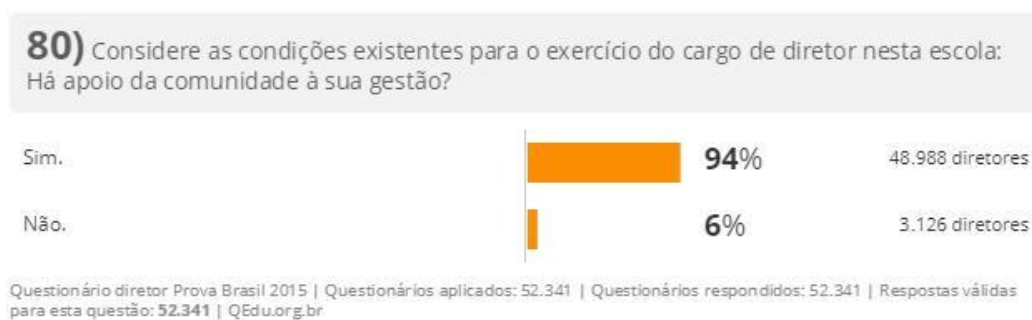 80) Considere as condições existentes para o exercício do cargo de diretor nesta escola:
Há apoio da comunidade à sua gestão?
Sim. 94% 48.988 diretores
Não. 6% 3.126 diretores
Questionário diretor Prova Brasil 2015 | Questionários aplicados: 52.341 | Questionários respondidos: 52.341 | Respostas válidas
para esta questão: 52.341 | QEdu.org.br